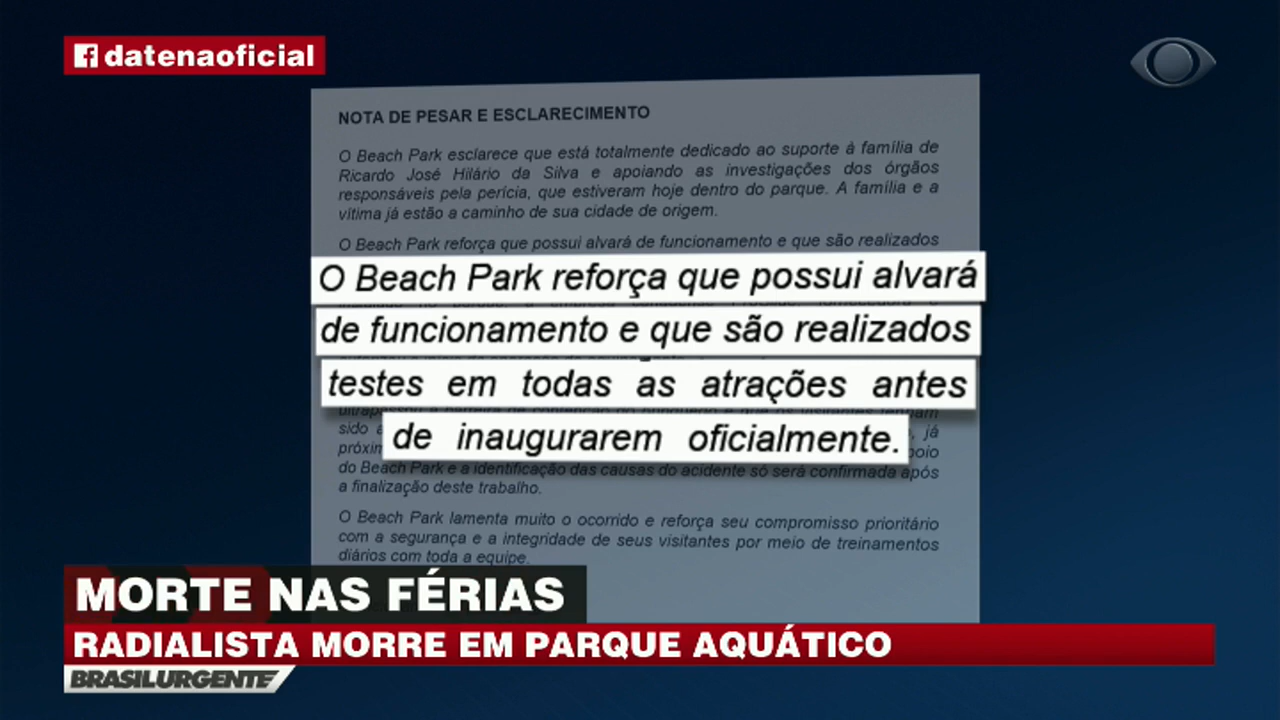 datenaoficial
NOTA DE PESAR E ESCLARECIMENTO
O Beach Park esclarece que está totalmente dedicado ao suporte à família de
Ricardo José Hilário da Silva e apoiando as investigações dos órgãos
responsáveis pela perícia, que estiveram hoje dentro do parque. A família e a
vítima já estão a caminho de sua cidade de origem.
O Beach Park reforça que possui alvará de funcionamento e que são realizados
O Beach Park reforça que possui alvará
de funcionamento e que são realizados
testes em todas as atrações antes
de inaugurarem oficialmente.
sido
já
do Beach Park e a identificação das causas do acidente só será confirmada após
a finalização deste trabalho.
O Beach Park lamenta muito o ocorrido e reforça seu compromisso prioritário
com a segurança e a integridade de seus visitantes por meio de treinamentos
diários com toda a equipe.
MORTE NAS FÉRIAS
RADIALISTA MORRE EM PARQUE AQUÁTICO
BRASILURGENTE